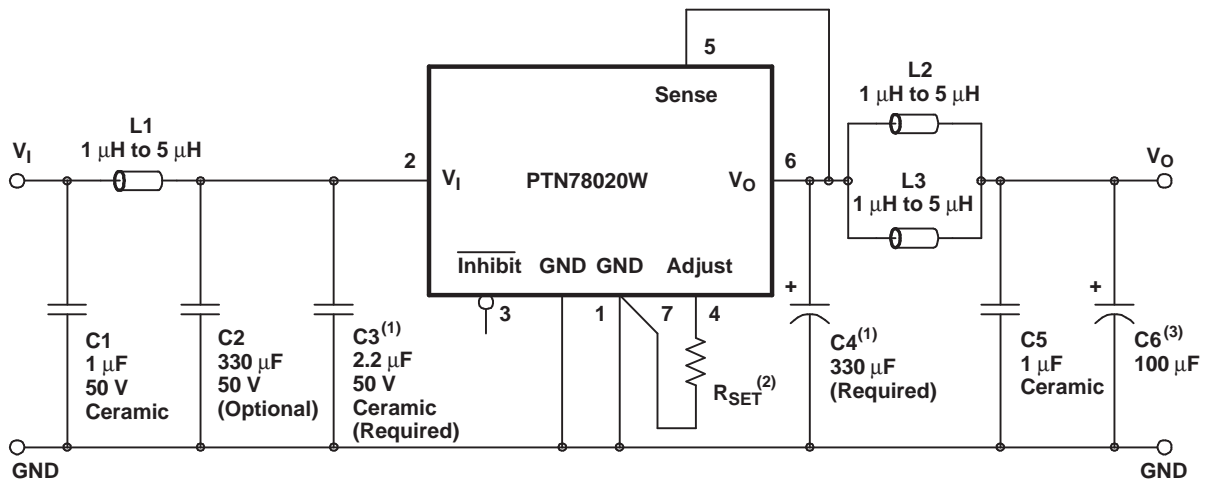 5
Sense
L2
1 μH to 5 μH
L1
1 μH to 5 μH
V_I
2
V_I
PTN78020W
V_O
6
L3
1 μH to 5 μH
V_O
Inhibit
GND
GND
Adjust
3
1
7
4
+
+
C1
1 μF
50 V
Ceramic
C2
330 μF
50 V
(Optional)
C3(1)
2.2 μF
50 V
Ceramic
(Required)
R_SET(2)
C4(1)
330 μF
(Required)
C5
1 μF
Ceramic
C6(3)
100 μF
GND
GND